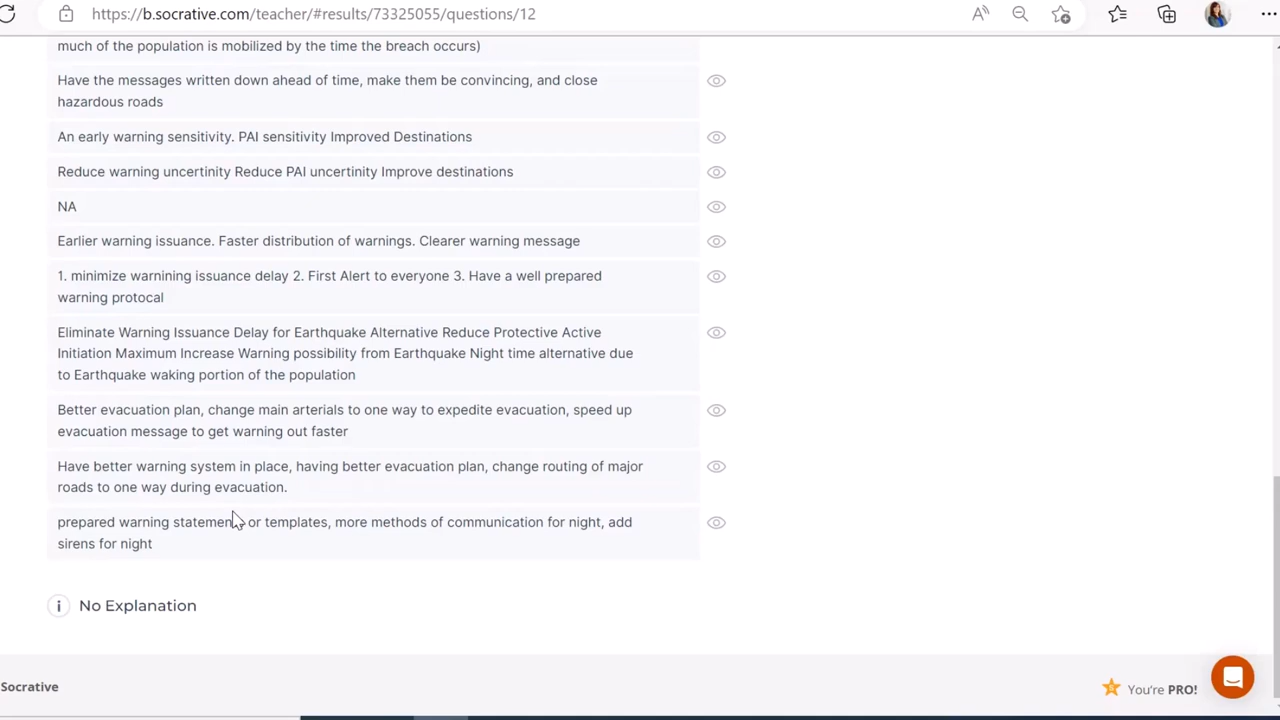 https://b.socrative.com/teacher/#results/73325055/questions/12
much of the population is mobilized by the time the breach occurs)
Have the messages written down ahead of time, make them be convincing, and close
hazardous roads
An early warning sensitivity. PAI sensitivity Improved Destinations
Reduce warning uncertinity Reduce PAI uncertinity Improve destinations
NA
Earlier warning issuance. Faster distribution of warnings. Clearer warning message
1. minimize warnining issuance delay 2. First Alert to everyone 3. Have a well prepared
warning protocal
Eliminate Warning Issuance Delay for Earthquake Alternative Reduce Protective Active
Initiation Maximum Increase Warning possibility from Earthquake Night time alternative due
to Earthquake waking portion of the population
Better evacuation plan, change main arterials to one way to expedite evacuation, speed up
evacuation message to get warning out faster
Have better warning system in place, having better evacuation plan, change routing of major
roads to one way during evacuation.
prepared warning statements or templates, more methods of communication for night, add
sirens for night
i No Explanation
Socrative
You're PRO!